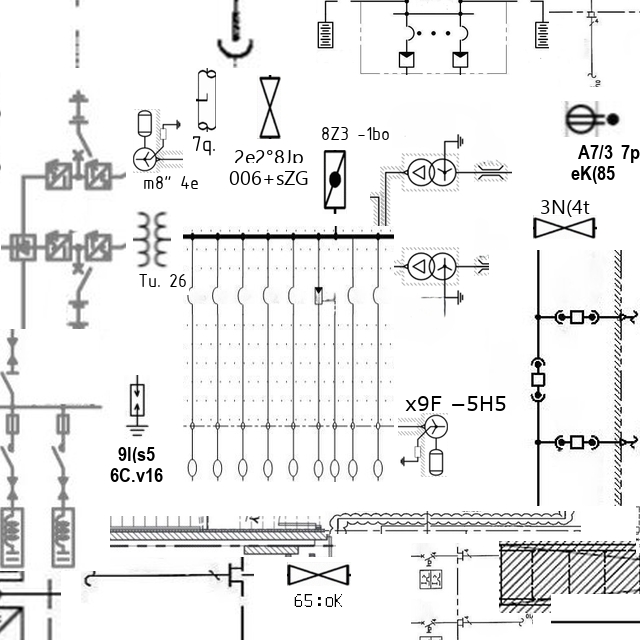 8Z3 -1bo
7q.
2e2°8Jp
006+sZG
A7/3 7p
eK(85
m8" 4e
3N(4t
Tu. 26
x9F -5H5
9I(s5
6C.v16
65:oK